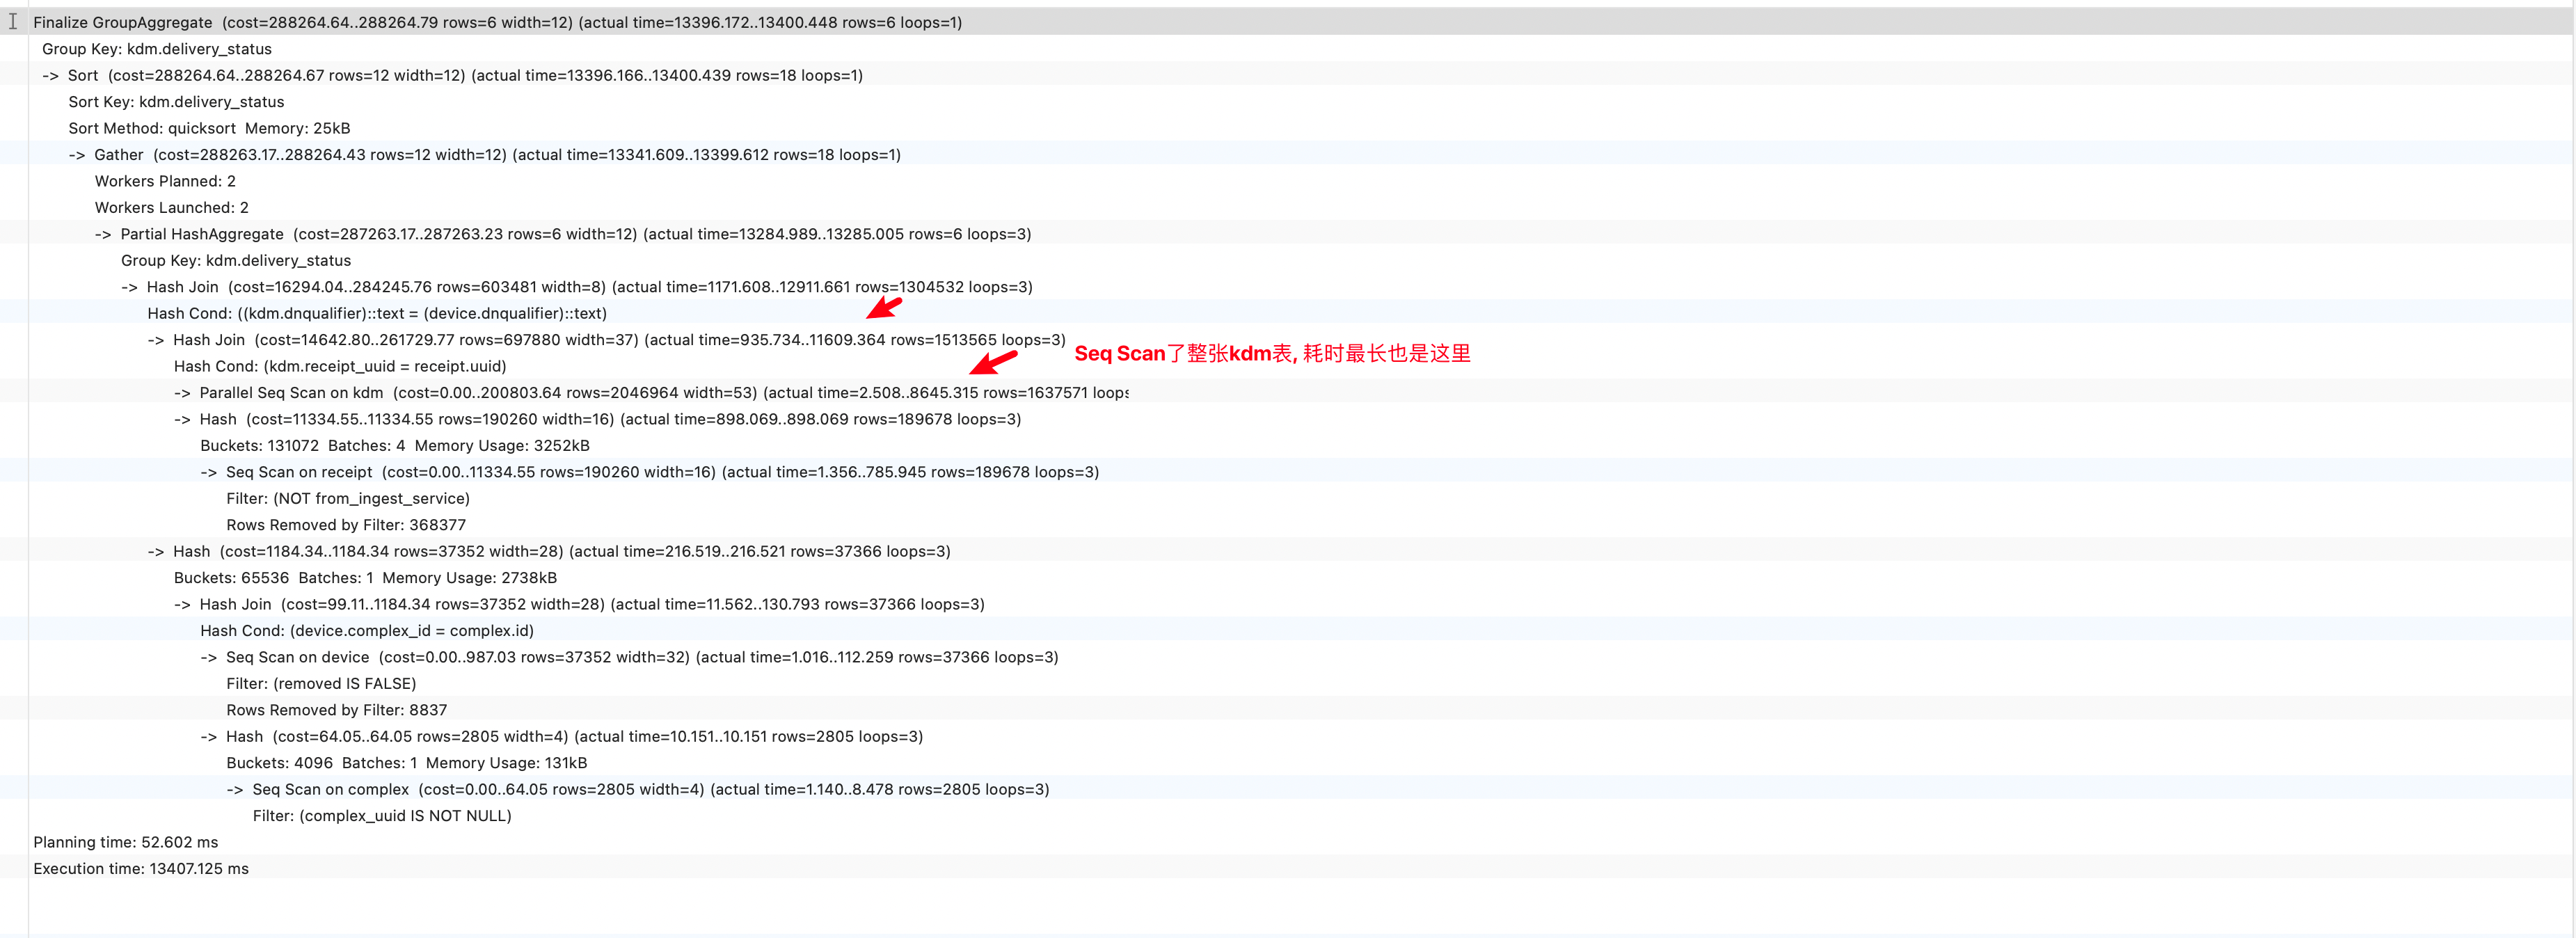 Finalize GroupAggregate  (cost=288264.64..288264.79 rows=6 width=12) (actual time=13396.172..13400.448 rows=6 loops=1)
Group Key: kdm.delivery_status
->  Sort  (cost=288264.64..288264.67 rows=12 width=12) (actual time=13396.166..13400.439 rows=18 loops=1)
Sort Key: kdm.delivery_status
Sort Method: quicksort  Memory: 25kB
->  Gather  (cost=288263.17..288264.43 rows=12 width=12) (actual time=13341.609..13399.612 rows=18 loops=1)
Workers Planned: 2
Workers Launched: 2
->  Partial HashAggregate  (cost=287263.17..287263.23 rows=6 width=12) (actual time=13284.989..13285.005 rows=6 loops=3)
Group Key: kdm.delivery_status
->  Hash Join  (cost=16294.04..284245.76 rows=603481 width=8) (actual time=1171.608..12911.661 rows=1304532 loops=3)
Hash Cond: ((kdm.dnqualifier)::text = (device.dnqualifier)::text)
->  Hash Join  (cost=14642.80..261729.77 rows=697880 width=37) (actual time=935.734..11609.364 rows=1513565 loops=3)
Seq Scan了整张kdm表, 耗时最长也是这里
Hash Cond: (kdm.receipt_uuid = receipt.uuid)
->  Parallel Seq Scan on kdm  (cost=0.00..200803.64 rows=2046964 width=53) (actual time=2.508..8645.315 rows=1637571 loops
->  Hash  (cost=11334.55..11334.55 rows=190260 width=16) (actual time=898.069..898.069 rows=189678 loops=3)
Buckets: 131072  Batches: 4  Memory Usage: 3252kB
->  Seq Scan on receipt  (cost=0.00..11334.55 rows=190260 width=16) (actual time=1.356..785.945 rows=189678 loops=3)
Filter: (NOT from_ingest_service)
Rows Removed by Filter: 368377
->  Hash  (cost=1184.34..1184.34 rows=37352 width=28) (actual time=216.519..216.521 rows=37366 loops=3)
Buckets: 65536  Batches: 1  Memory Usage: 2738kB
->  Hash Join  (cost=99.11..1184.34 rows=37352 width=28) (actual time=11.562..130.793 rows=37366 loops=3)
Hash Cond: (device.complex_id = complex.id)
->  Seq Scan on device  (cost=0.00..987.03 rows=37352 width=32) (actual time=1.016..112.259 rows=37366 loops=3)
Filter: (removed IS FALSE)
Rows Removed by Filter: 8837
->  Hash  (cost=64.05..64.05 rows=2805 width=4) (actual time=10.151..10.151 rows=2805 loops=3)
Buckets: 4096  Batches: 1  Memory Usage: 131kB
->  Seq Scan on complex  (cost=0.00..64.05 rows=2805 width=4) (actual time=1.140..8.478 rows=2805 loops=3)
Filter: (complex_uuid IS NOT NULL)
Planning time: 52.602 ms
Execution time: 13407.125 ms